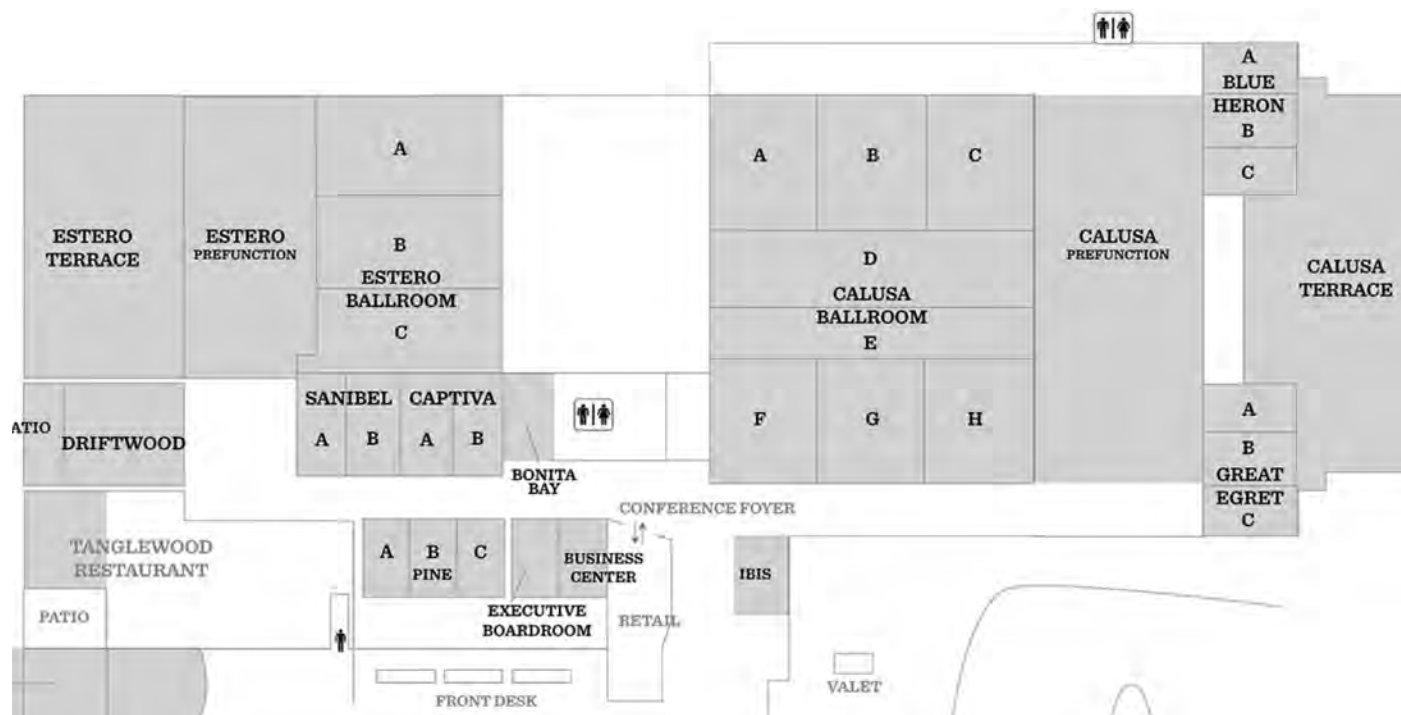 A
BLUE
HERON
B
C
A
B
C
A
B
C
D
CALUSA
BALLROOM
E
F
G
H
ESTERO
TERRACE
ESTERO
PREFUNCTION
ESTERO
BALLROOM
CALUSA
PREFUNCTION
CALUSA
TERRACE
SANIBEL
CAPTIVA
A
B
A
B
ATIO
DRIFTWOOD
BONITA
BAY
A
B
GREAT
EGRET
C
CONFERENCE FOYER
TANGLEWOOD
RESTAURANT
A
B
C
PINE
BUSINESS
CENTER
IBIS
EXECUTIVE
BOARDROOM
PATIO
RETAIL
FRONT DESK
VALET